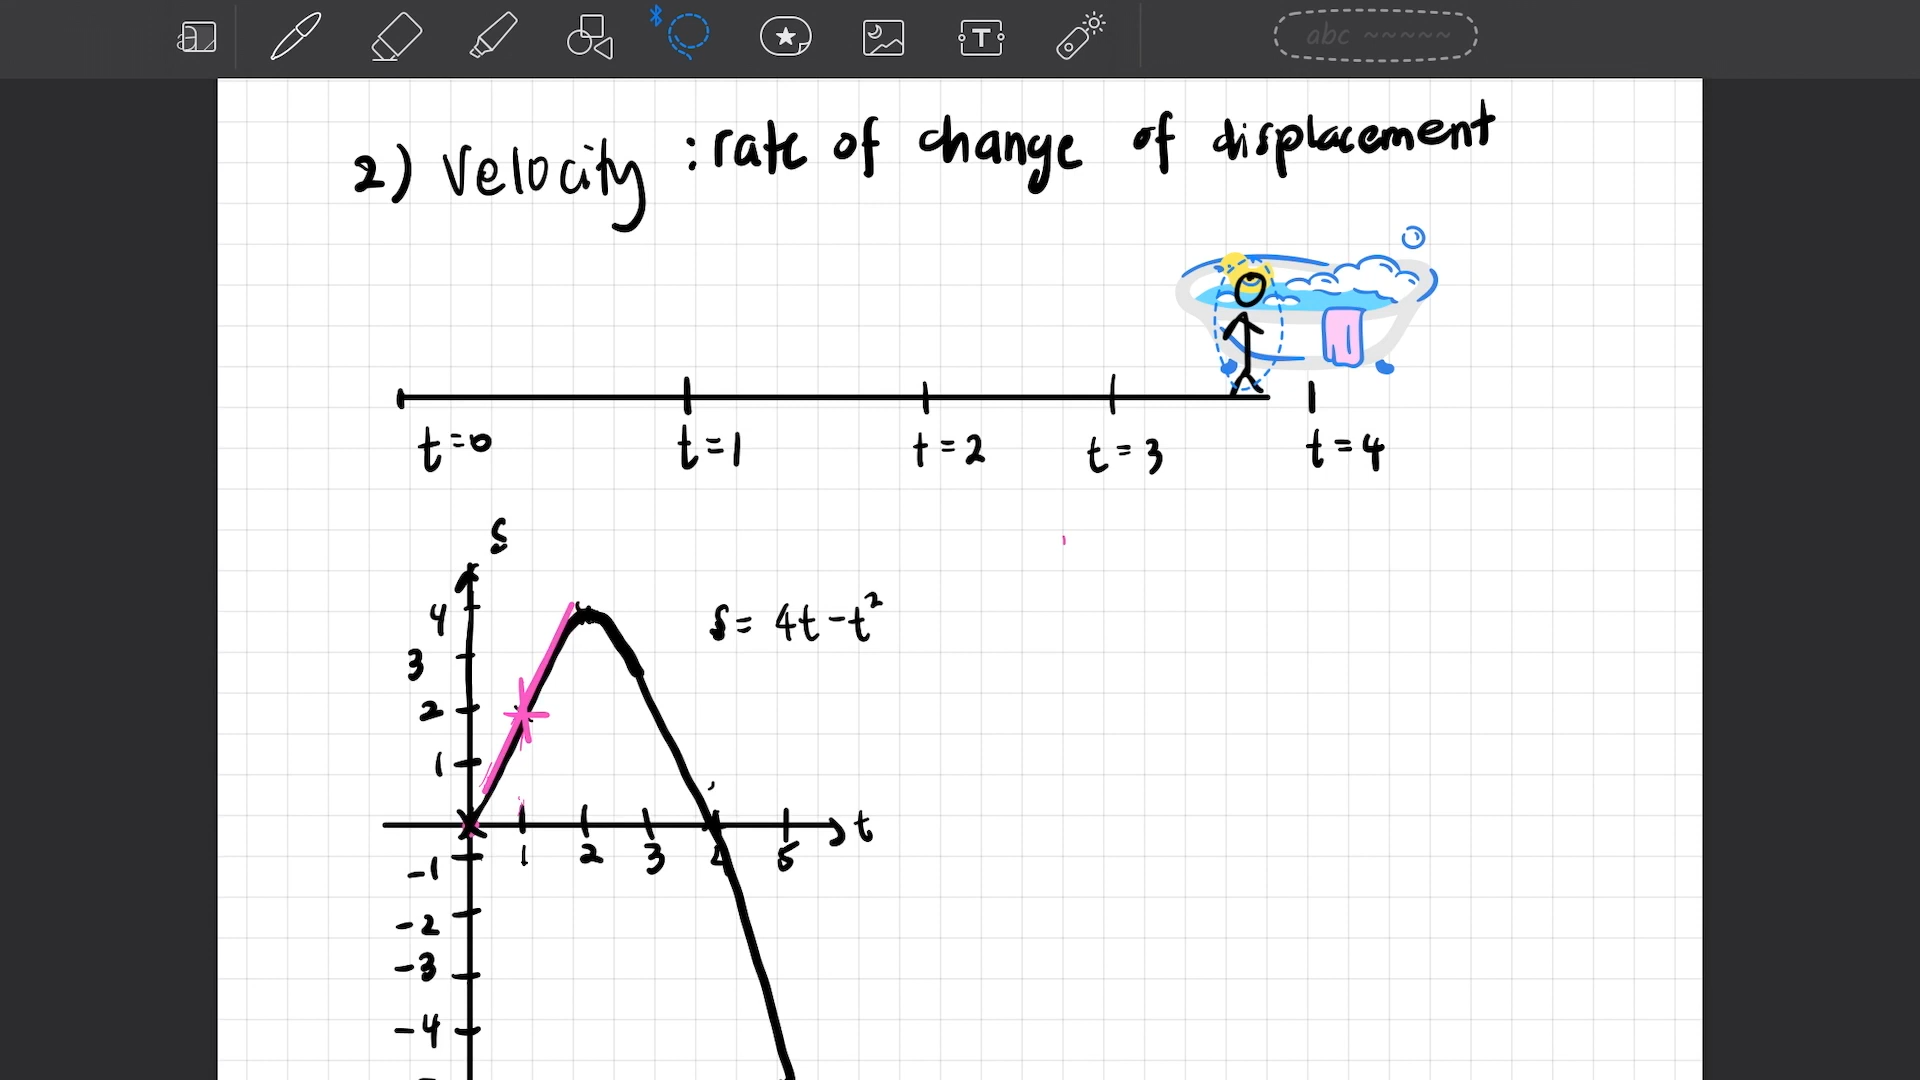 abc ~~~~~
T
2) Velocity : rate of change of displacement
t=0 t=1 t=2 t=3 t=4
s
s = 4t - t²
4
3
2
1
t
1 2 3 4 5
-1
-2
-3
-4